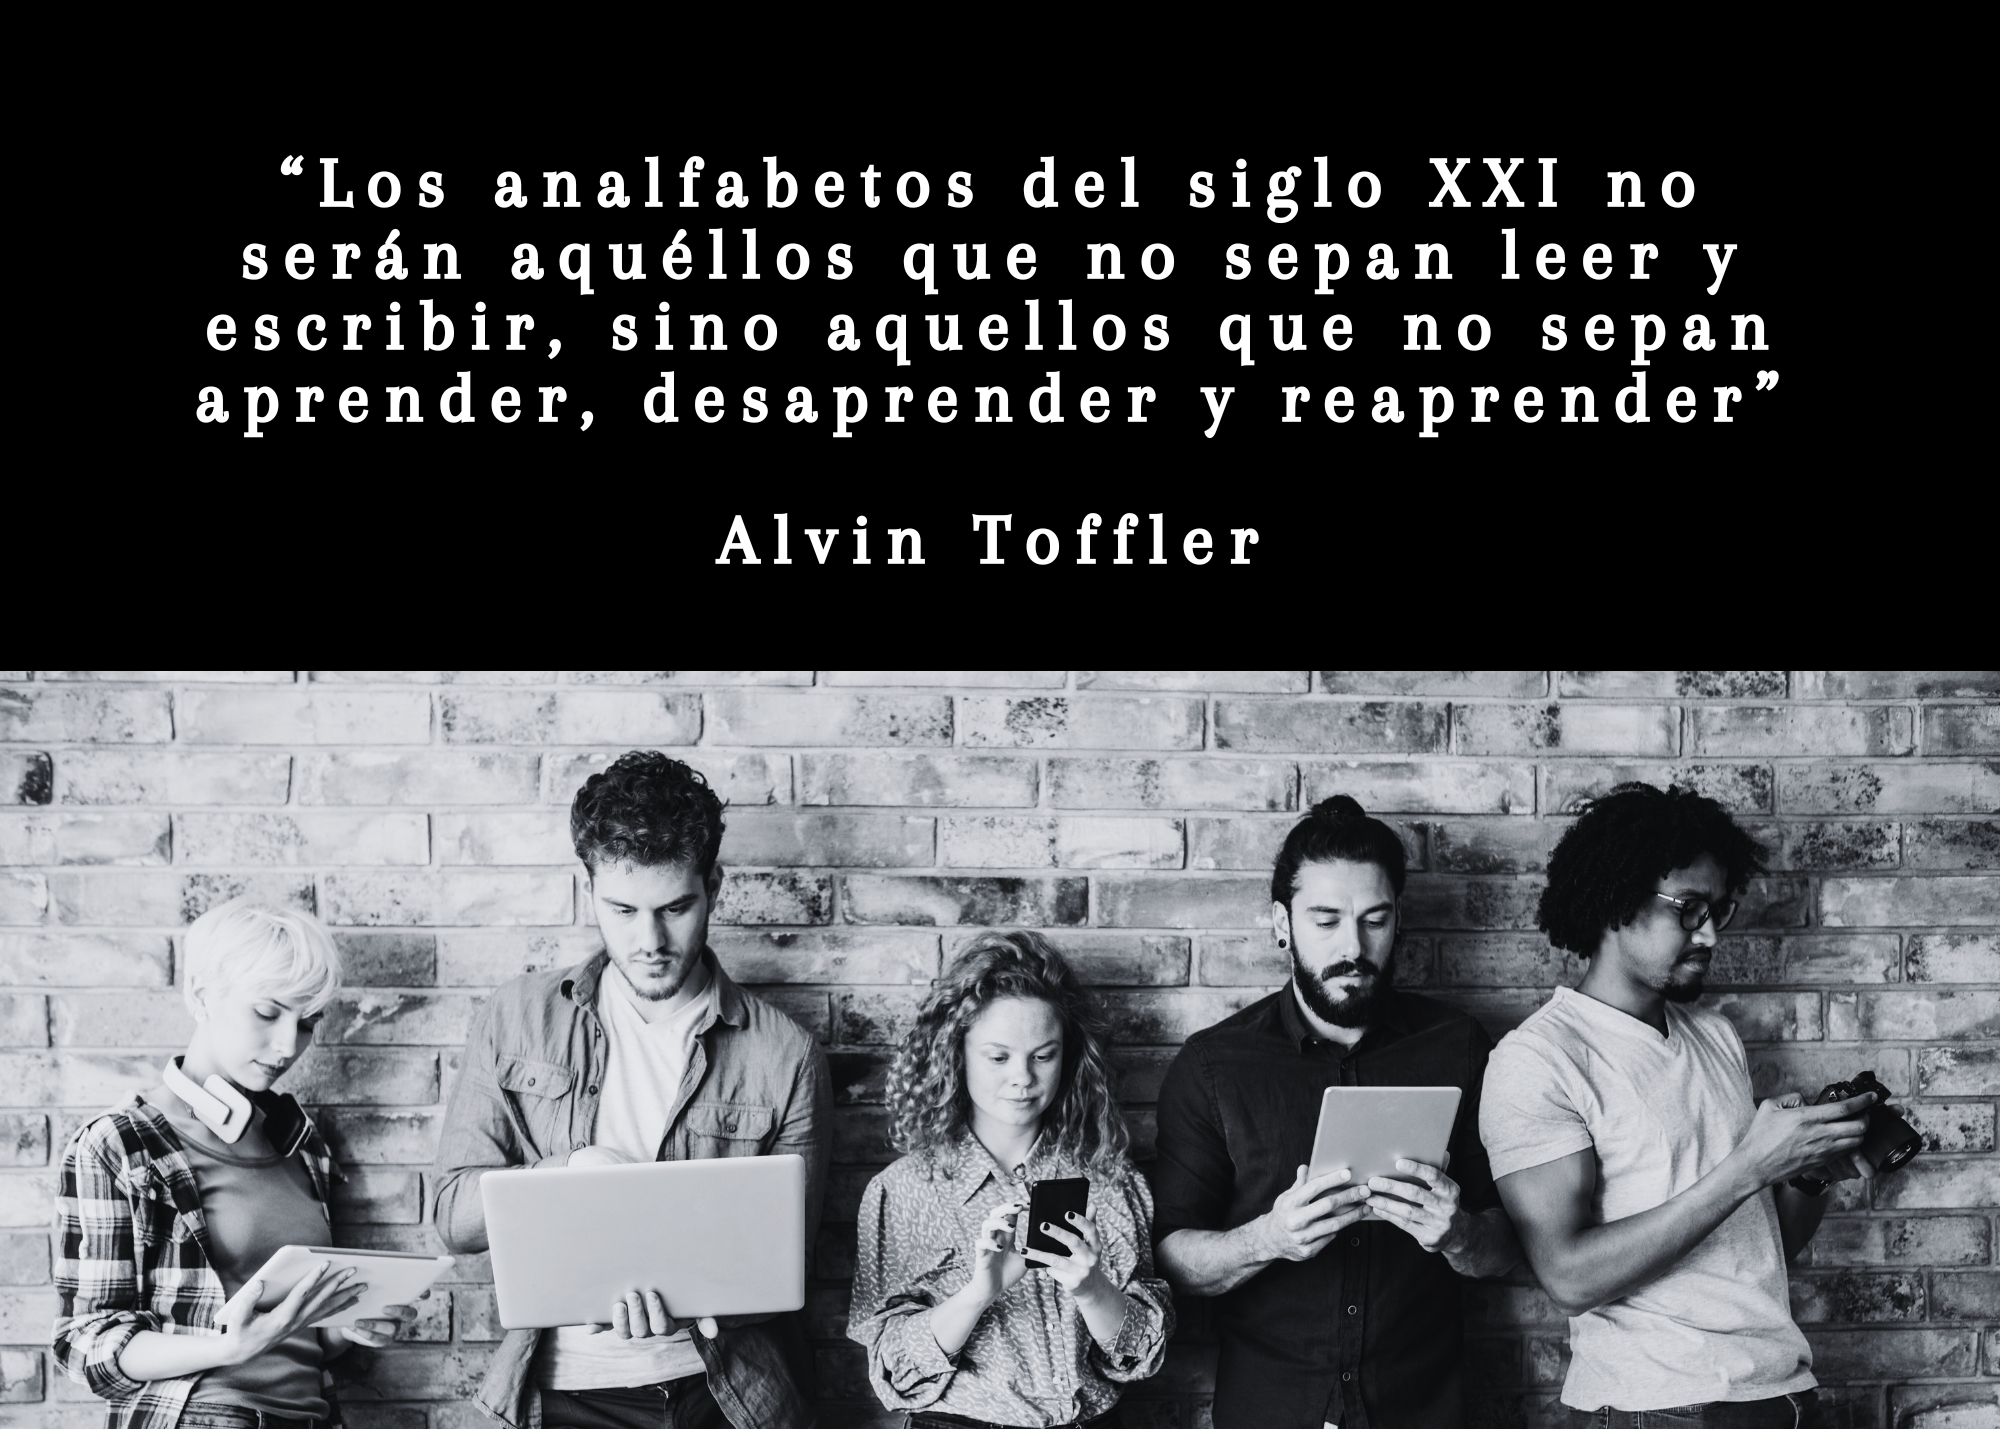 “Los analfabetos del siglo XXI no
serán aquéllos que no sepan leer y
escribir, sino aquellos que no sepan
aprender, desaprender y reaprender”
Alvin Toffler